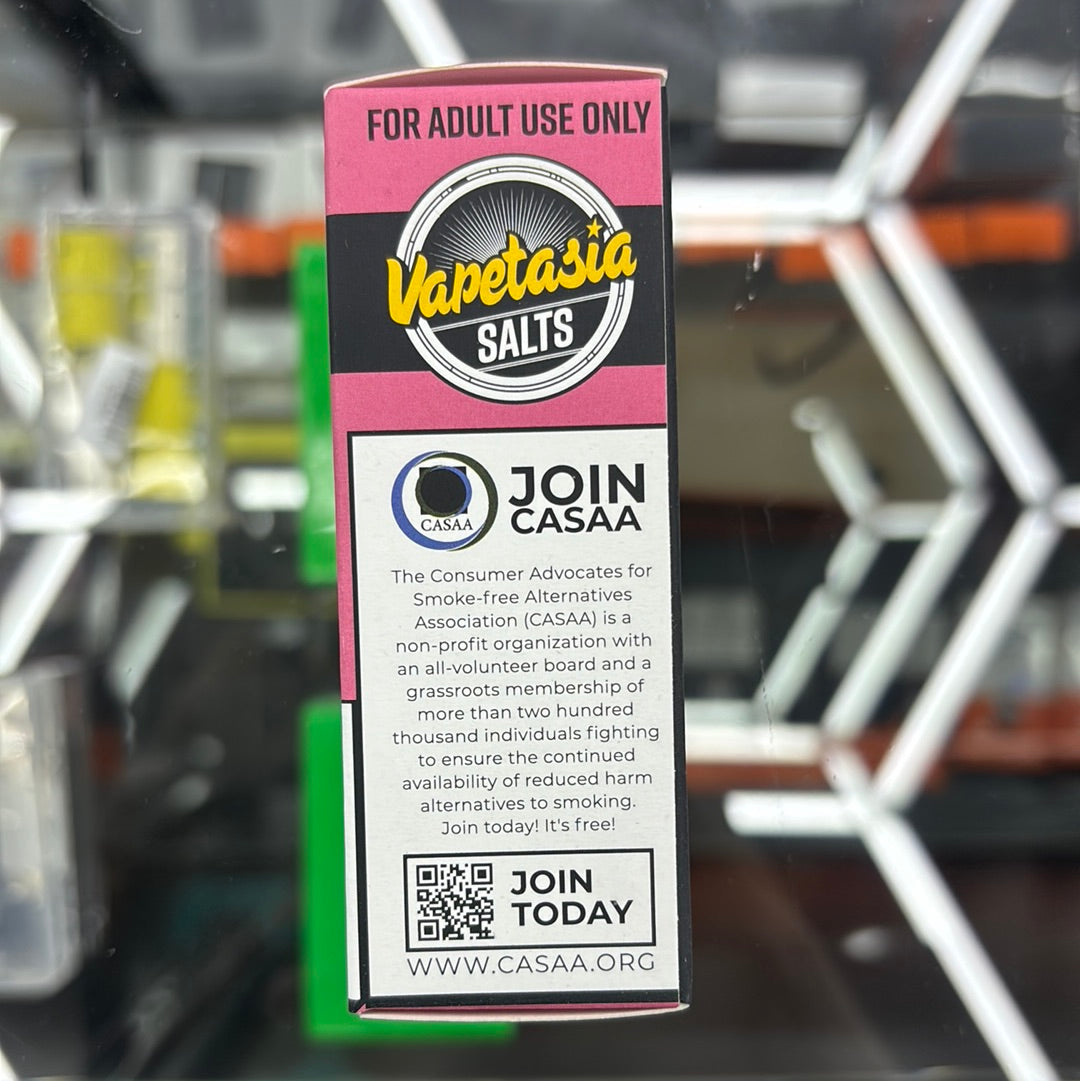 FOR ADULT USE ONLY
Vapetasia
SALTS
CASAA
JOIN
CASAA
The Consumer Advocates for
Smoke-free Alternatives
Association (CASAA) is a
non-profit organization with
an all-volunteer board and a
grassroots membership of
more than two hundred
thousand individuals fighting
to ensure the continued
availability of reduced harm
alternatives to smoking.
Join today! It's free!
JOIN
TODAY
WWW.CASAA.ORG